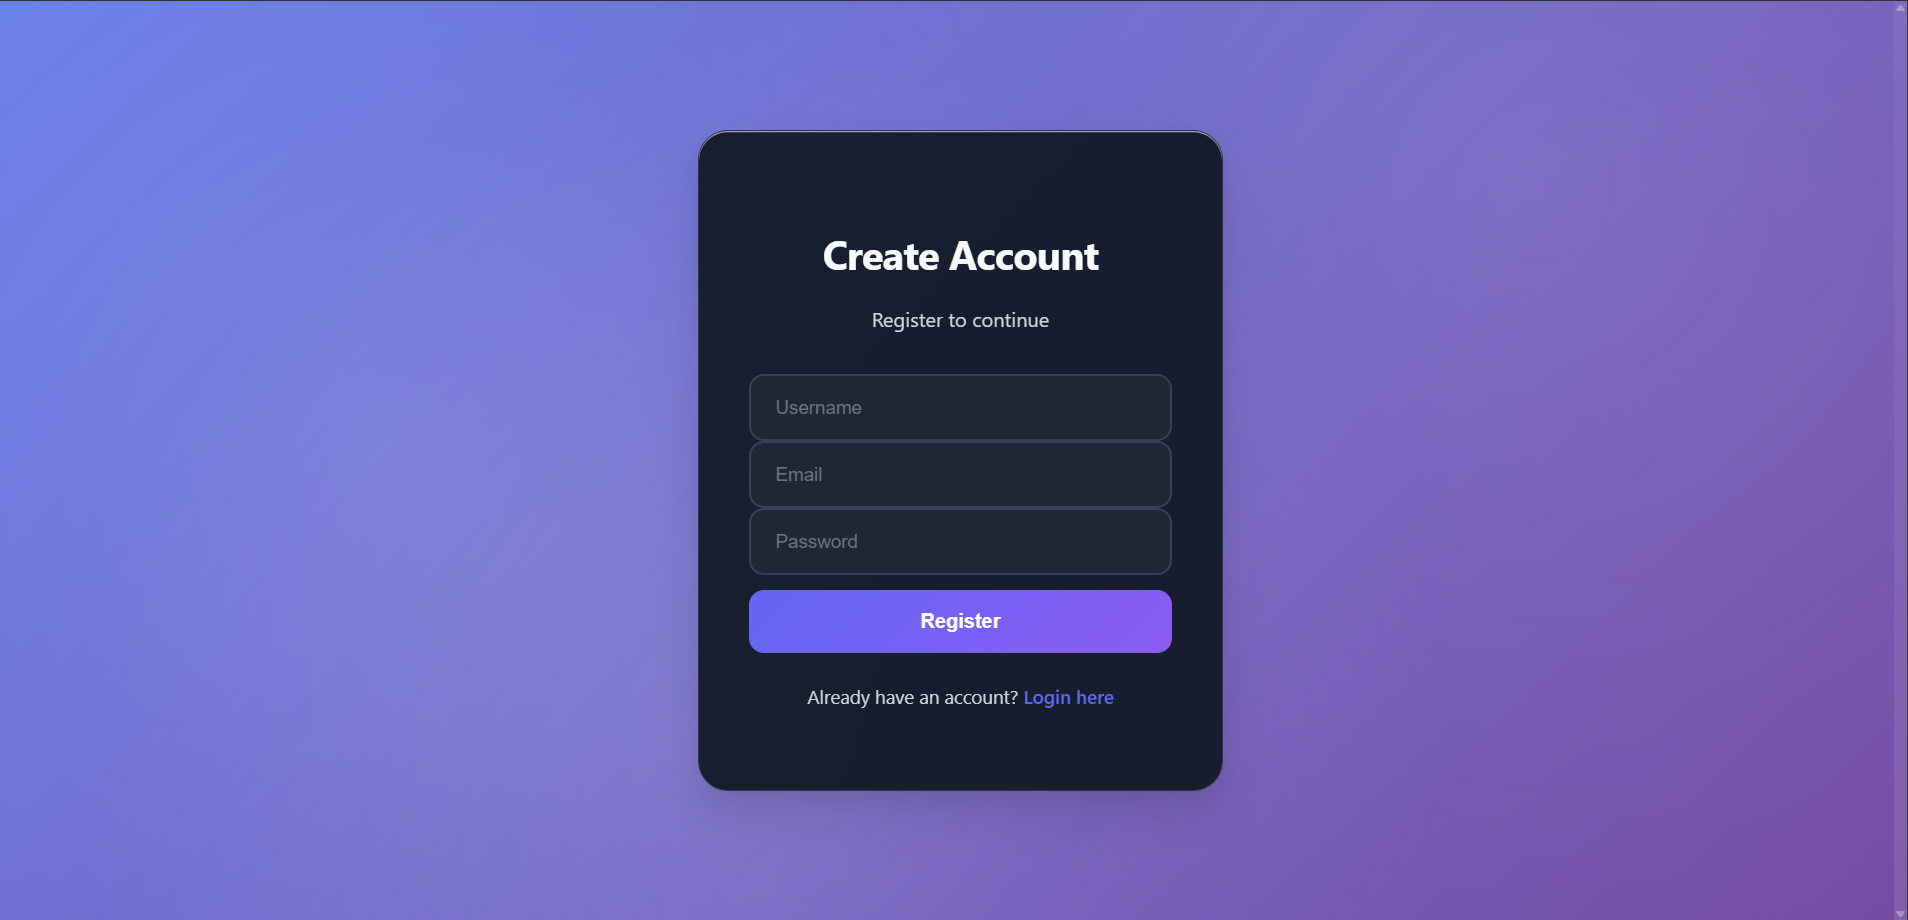 Create Account
Register to continue
Username
Email
Password
Register
Already have an account? Login here